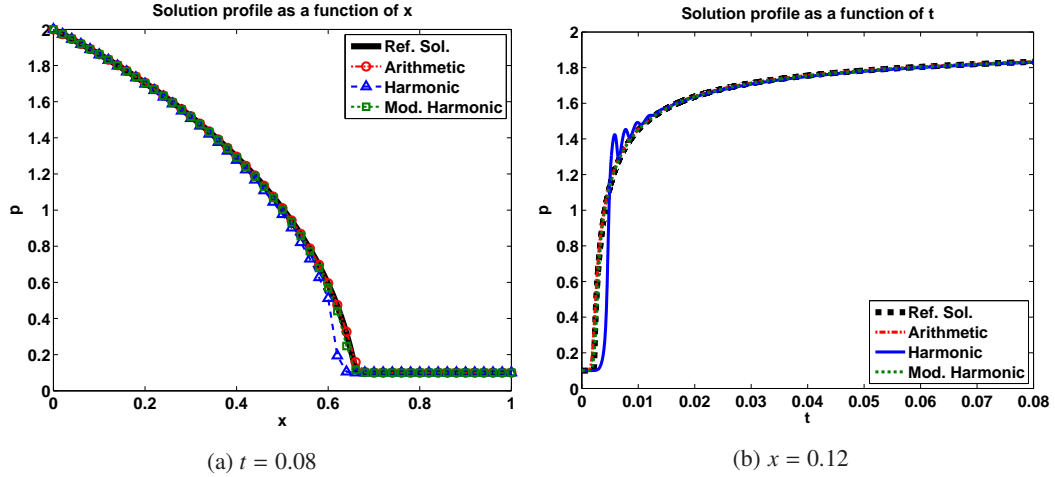 Solution profile as a function of x
2
1.8
1.6
1.4
1.2
1
0.8
0.6
0.4
0.2
0
p
Ref. Sol.
Arithmetic
Harmonic
Mod. Harmonic
0 0.2 0.4 0.6 0.8 1
x
(a) t = 0.08
Solution profile as a function of t
2
1.8
1.6
1.4
1.2
1
0.8
0.6
0.4
0.2
0
p
Ref. Sol.
Arithmetic
Harmonic
Mod. Harmonic
0 0.01 0.02 0.03 0.04 0.05 0.06 0.07 0.08
t
(b) x = 0.12